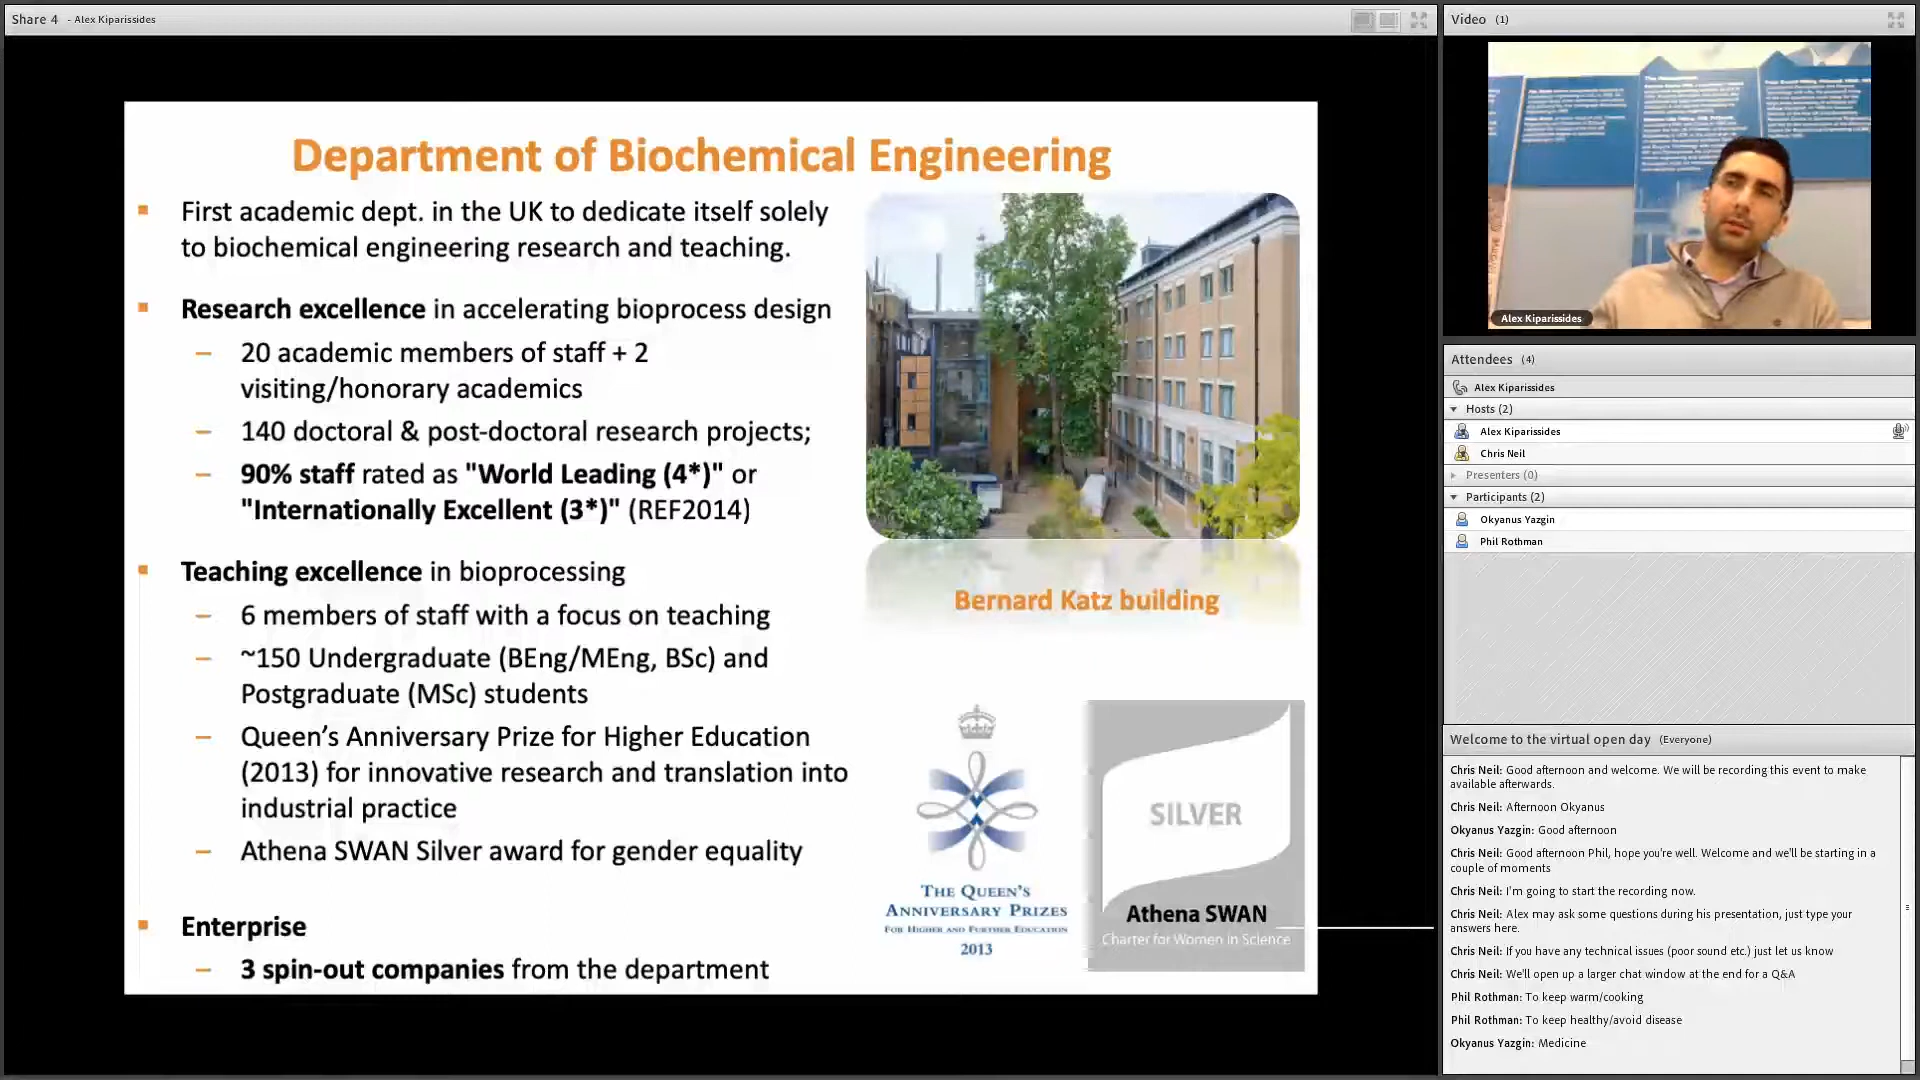 Share 4 - Alex Kiparissides
Department of Biochemical Engineering
First academic dept. in the UK to dedicate itself solely
to biochemical engineering research and teaching.
Research excellence in accelerating bioprocess design
– 20 academic members of staff + 2
visiting/honorary academics
– 140 doctoral & post-doctoral research projects;
– 90% staff rated as "World Leading (4*)" or
"Internationally Excellent (3*)" (REF2014)
Teaching excellence in bioprocessing
– 6 members of staff with a focus on teaching
– ~150 Undergraduate (BEng/MEng, BSc) and
Postgraduate (MSc) students
– Queen’s Anniversary Prize for Higher Education
(2013) for innovative research and translation into
industrial practice
– Athena SWAN Silver award for gender equality
Enterprise
– 3 spin-out companies from the department
Bernard Katz building
THE QUEEN'S
ANNIVERSARY PRIZES
FOR HIGHER AND FURTHER EDUCATION
2013
SILVER
Athena SWAN
Charter for Women in Science
Video (1)
Alex Kiparissides
Attendees (4)
Alex Kiparissides
Hosts (2)
Alex Kiparissides
Chris Neil
Presenters (0)
Participants (2)
Okyanus Yazgin
Phil Rothman
Welcome to the virtual open day (Everyone)
Chris Neil: Good afternoon and welcome. We will be recording this event to make
available afterwards.
Chris Neil: Afternoon Okyanus
Okyanus Yazgin: Good afternoon
Chris Neil: Good afternoon Phil, hope you're well. Welcome and we'll be starting in a
couple of moments
Chris Neil: I'm going to start the recording now.
Chris Neil: Alex may ask some questions during his presentation, just type your
answers here.
Chris Neil: If you have any technical issues (poor sound etc.) just let us know
Chris Neil: We'll open up a larger chat window at the end for a Q&A
Phil Rothman: To keep warm/cooking
Phil Rothman: To keep healthy/avoid disease
Okyanus Yazgin: Medicine